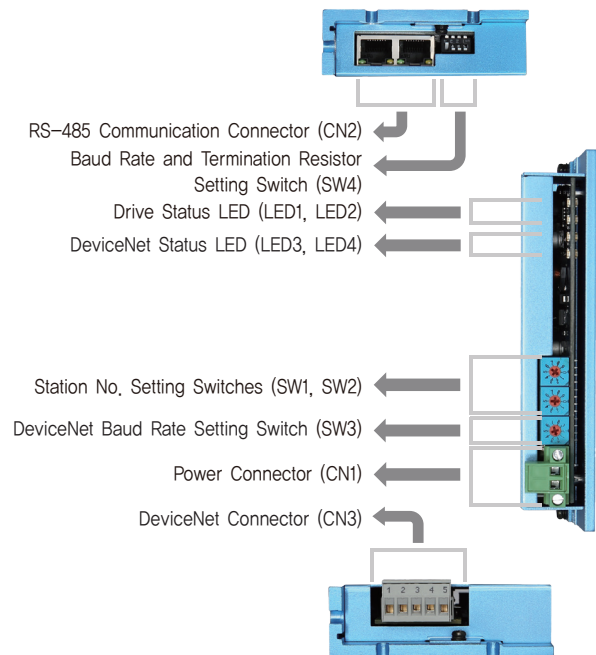 RS-485 Communication Connector (CN2)
Baud Rate and Termination Resistor
Setting Switch (SW4)
Drive Status LED (LED1, LED2)
DeviceNet Status LED (LED3, LED4)
Station No. Setting Switches (SW1, SW2)
DeviceNet Baud Rate Setting Switch (SW3)
Power Connector (CN1)
DeviceNet Connector (CN3)
1 2 3 4 5